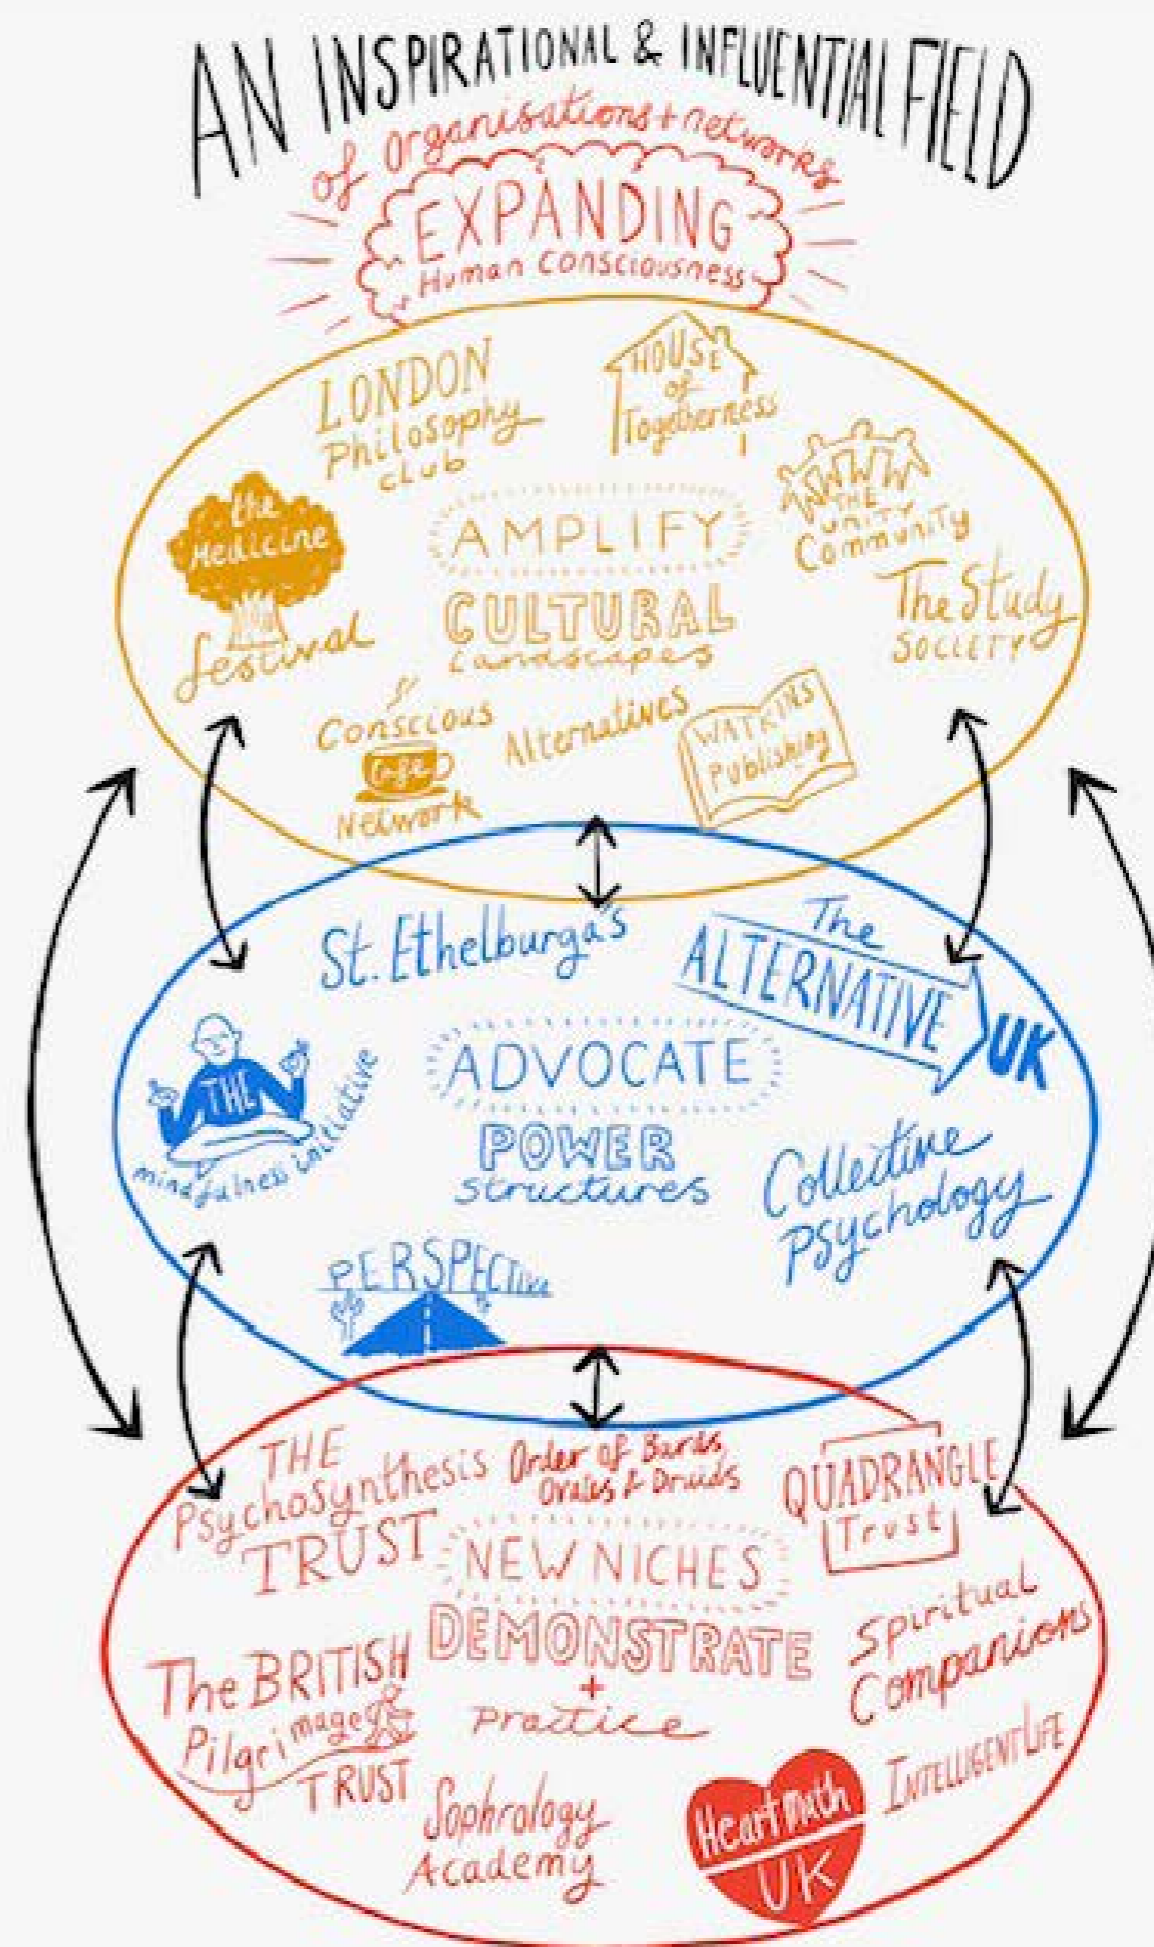 AN INSPIRATIONAL & INFLUENTIAL FIELD
of organisations + networks
EXPANDING
Human Consciousness
LONDON
Philosophy
club
HOUSE
of
Togetherness
the
Medicine
festival
AMPLIFY
CULTURAL
Landscapes
THE
UNITY
Community
The Study
SOCIETY
Conscious
Cafe
Network
Alternatives
WATKINS
Publishing
St. Ethelburga's
The
ALTERNATIVE
UK
THE
mindfulness initiative
ADVOCATE
POWER
Structures
Collective
Psychology
PERSPECTIVA
THE
Psychosynthesis
TRUST
Order of Bards,
Ovates & Druids
QUADRANGLE
Trust
NEW NICHES
DEMONSTRATE
+
Practice
Spiritual
Companions
The BRITISH
Pilgrimage
TRUST
Sophrology
Academy
Heartmath
UK
INTELLIGENT LIFE